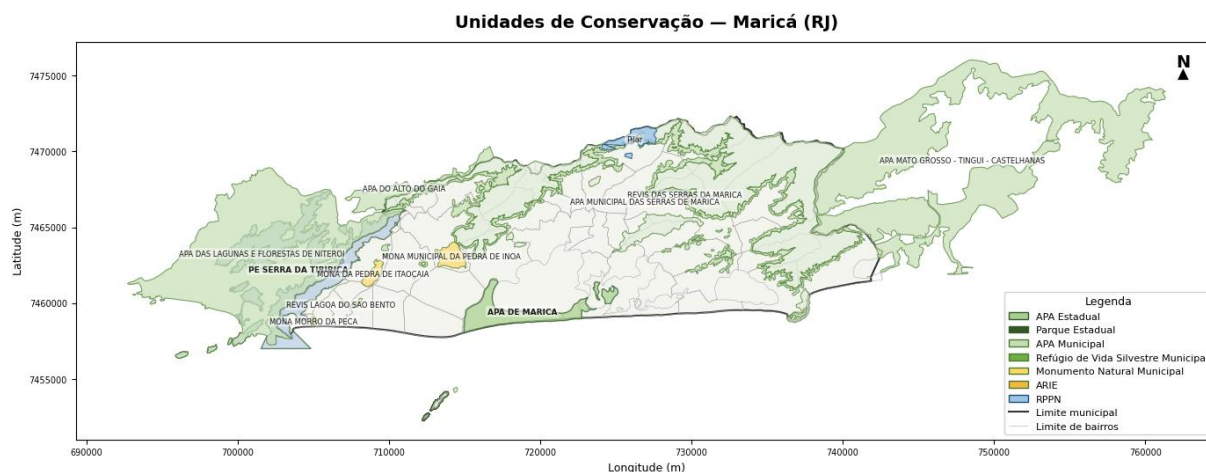 Unidades de Conservação — Maricá (RJ)
N
7475000
7470000
7465000
7460000
7455000
Latitude (m)
Pilar
APA MATO GROSSO - TINGUI - CASTELHANAS
APA DO ALTO DO GAIA
REVIS DAS SERRAS DA MARICA
APA MUNICIPAL DAS SERRAS DE MARICA
APA DAS LAGUNAS E FLORESTAS DE NITEROI
MONA MUNICIPAL DA PEDRA DE INOA
PE SERRA DA TIRIRICA
MONA DA PEDRA DE ITAOCAIA
REVIS LAGOA DO SÃO BENTO
APA DE MARICA
MONA MORRO DA PECA
Legenda
APA Estadual
Parque Estadual
APA Municipal
Refúgio de Vida Silvestre Municipal
Monumento Natural Municipal
ARIE
RPPN
Limite municipal
Limite de bairros
690000
700000
710000
720000
730000
740000
750000
760000
Longitude (m)